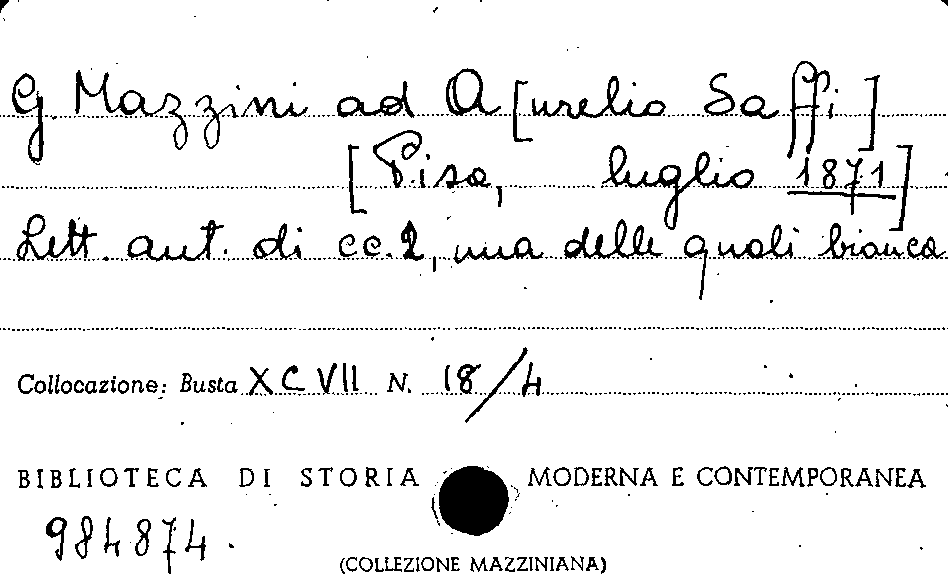 G. Mazzini ad A[urelio Saffi]
[Pisa, luglio 1871]
Lett. aut. di cc. 2, una delle quali bianca
Collocazione: Busta XCVII N. 18/4
BIBLIOTECA DI STORIA MODERNA E CONTEMPORANEA
984874.
(COLLEZIONE MAZZINIANA)